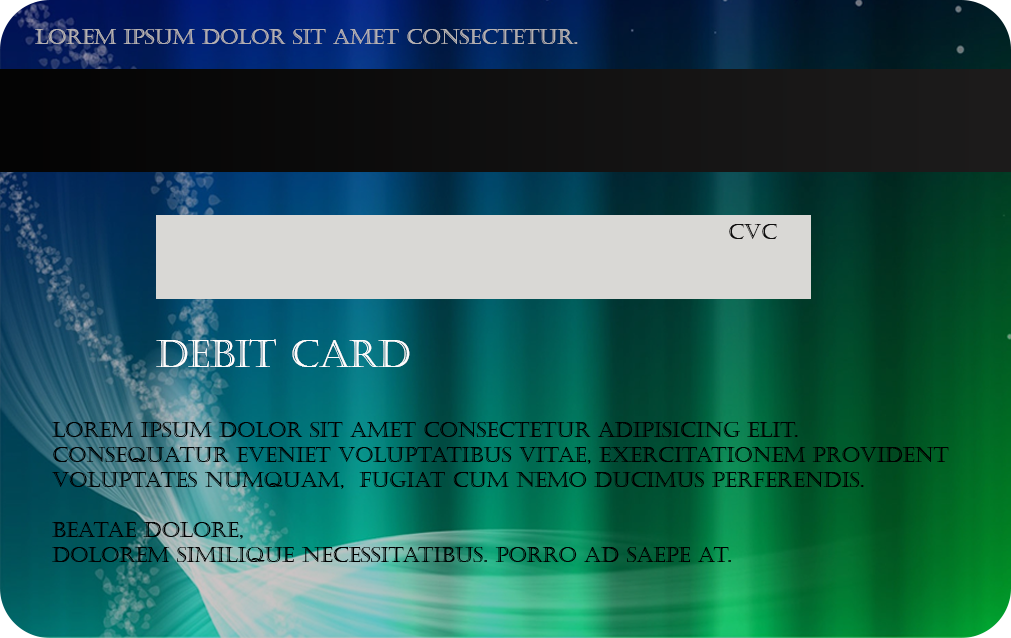 LOREM IPSUM DOLOR SIT AMET CONSECTETUR.
CVC
DEBIT CARD
LOREM IPSUM DOLOR SIT AMET CONSECTETUR ADIPISICING ELIT.
CONSEQUATUR EVENIET VOLUPTATIBUS VITAE, EXERCITATIONEM PROVIDENT
VOLUPTATES NUMQUAM, FUGIAT CUM NEMO DUCIMUS PERFERENDIS.
BEATAE DOLORE,
DOLOREM SIMILIQUE NECESSITATIBUS. PORRO AD SAEPE AT.